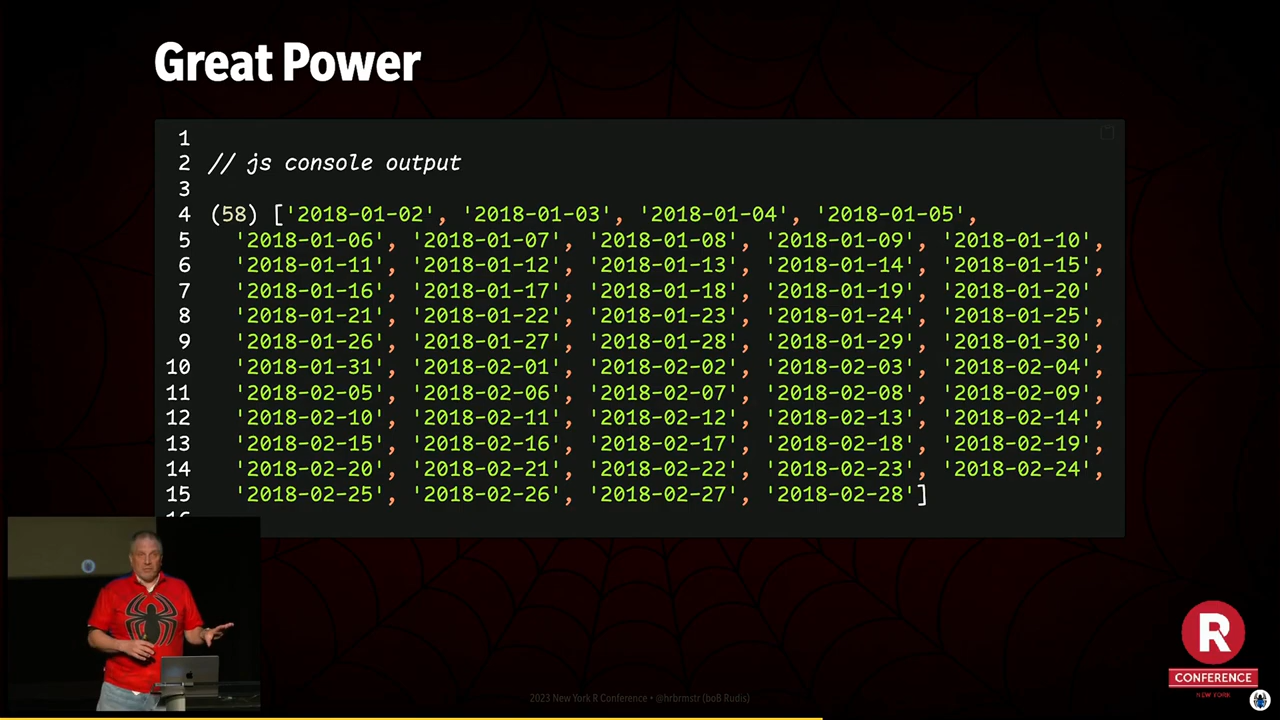 Great Power
1
2 // js console output
3
4 (58) ['2018-01-02', '2018-01-03', '2018-01-04', '2018-01-05',
5 '2018-01-06', '2018-01-07', '2018-01-08', '2018-01-09', '2018-01-10',
6 '2018-01-11', '2018-01-12', '2018-01-13', '2018-01-14', '2018-01-15',
7 '2018-01-16', '2018-01-17', '2018-01-18', '2018-01-19', '2018-01-20'
8 '2018-01-21', '2018-01-22', '2018-01-23', '2018-01-24', '2018-01-25',
9 '2018-01-26', '2018-01-27', '2018-01-28', '2018-01-29', '2018-01-30',
10 '2018-01-31', '2018-02-01', '2018-02-02', '2018-02-03', '2018-02-04',
11 '2018-02-05', '2018-02-06', '2018-02-07', '2018-02-08', '2018-02-09',
12 '2018-02-10', '2018-02-11', '2018-02-12', '2018-02-13', '2018-02-14',
13 '2018-02-15', '2018-02-16', '2018-02-17', '2018-02-18', '2018-02-19',
14 '2018-02-20', '2018-02-21', '2018-02-22', '2018-02-23', '2018-02-24',
15 '2018-02-25', '2018-02-26', '2018-02-27', '2018-02-28']
16
R
CONFERENCE
NEW YORK
2023 New York R Conference • @hrbrmstr (boB Rudis)